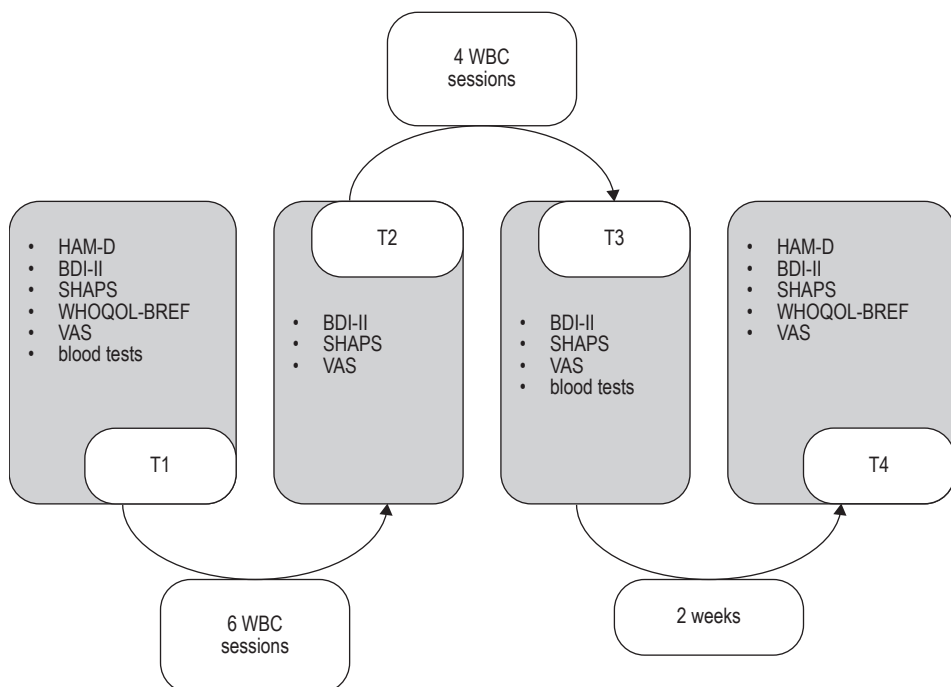 4 WBC
sessions
• HAM-D
• BDI-II
• SHAPS
• WHOQOL-BREF
• VAS
• blood tests
T1
T2
• BDI-II
• SHAPS
• VAS
T3
• BDI-II
• SHAPS
• VAS
• blood tests
• HAM-D
• BDI-II
• SHAPS
• WHOQOL-BREF
• VAS
T4
6 WBC
sessions
2 weeks